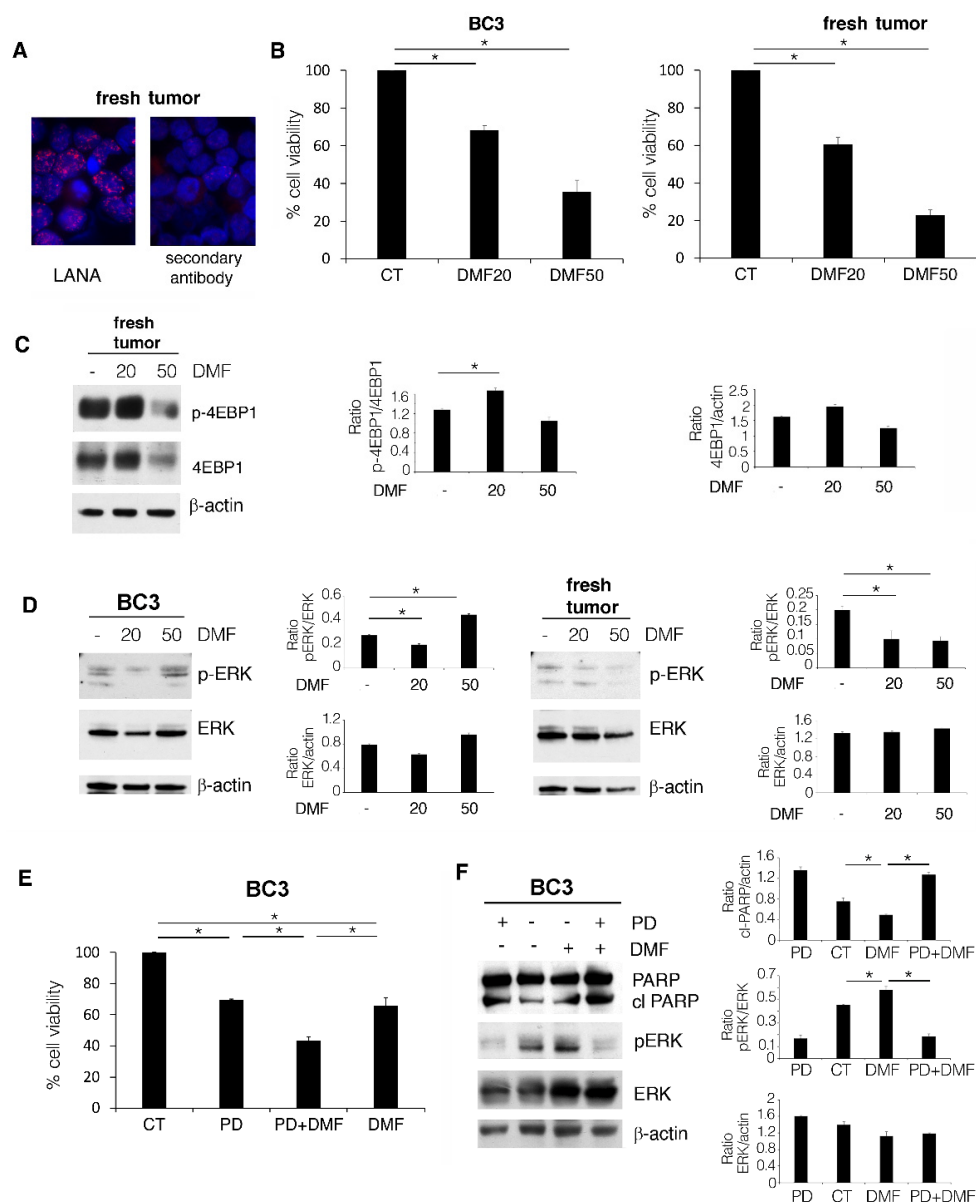 A
fresh tumor
LANA
secondary
antibody
B
BC3
*
*
% cell viability
100
80
60
40
20
0
CT DMF20 DMF50
fresh tumor
*
*
% cell viability
100
80
60
40
20
0
CT DMF20 DMF50
C
fresh
tumor
- 20 50 DMF
p-4EBP1
4EBP1
β-actin
Ratio
p-4EBP1/4EBP1
*
1.6
1.2
0.8
0.4
0
DMF - 20 50
Ratio
4EBP1/actin
2.5
2
1.5
1
0.5
0
DMF - 20 50
D
BC3
- 20 50 DMF
p-ERK
ERK
β-actin
Ratio
pERK/ERK
*
*
0.6
0.4
0.2
0
DMF - 20 50
Ratio
ERK/actin
1.2
0.8
0.4
0
DMF - 20 50
fresh
tumor
- 20 50 DMF
p-ERK
ERK
β-actin
Ratio
pERK/ERK
*
*
0.25
0.2
0.15
0.1
0.05
0
DMF - 20 50
Ratio
ERK/actin
1.6
1.2
0.8
0.4
0
DMF - 20 50
E
BC3
*
* * *
% cell viability
100
80
60
40
60
20
0
CT PD PD+DMF DMF
F
BC3
+ - - + PD
- - + + DMF
PARP
cl PARP
pERK
ERK
β-actin
Ratio
cl-PARP/actin
* *
1.6
1.2
0.8
0.4
0
PD CT DMF PD+DMF
Ratio
pERK/ERK
* *
0.7
0.5
0.3
0.1
0
PD CT DMF PD+DMF
Ratio
ERK/actin
2
1.6
1.2
0.8
0.4
0
PD CT DMF PD+DMF